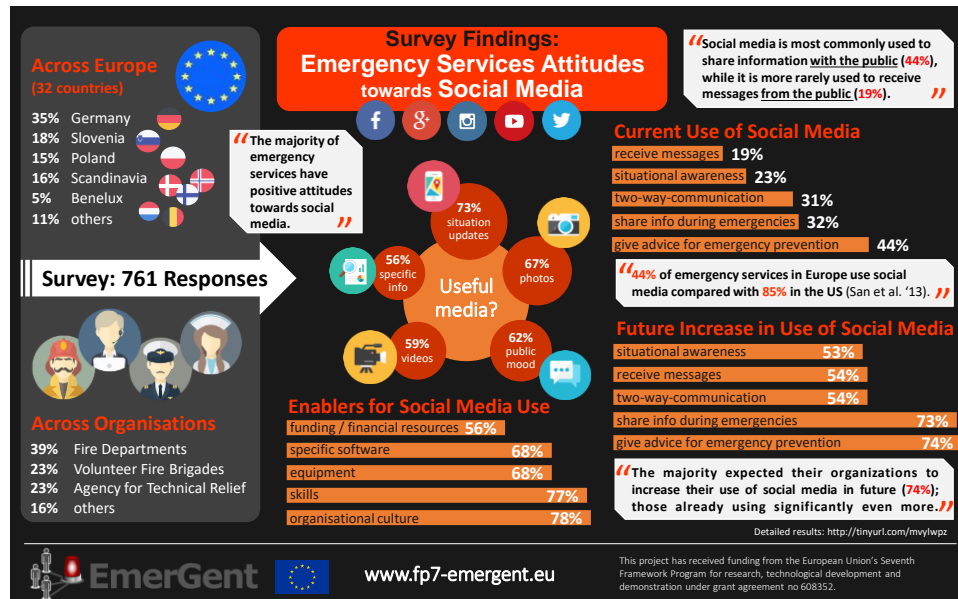 Survey Findings:
Emergency Services Attitudes
towards Social Media
Across Europe
(32 countries)
35% Germany
18% Slovenia
15% Poland
16% Scandinavia
5% Benelux
11% others
“The majority of
emergency
services have
positive attitudes
towards social
media. ”
Survey: 761 Responses
Across Organisations
39% Fire Departments
23% Volunteer Fire Brigades
23% Agency for Technical Relief
16% others
f
g+
Useful
media?
73%
situation
updates
67%
photos
62%
public
mood
59%
videos
56%
specific
info
Enablers for Social Media Use
funding / financial resources 56%
specific software 68%
equipment 68%
skills 77%
organisational culture 78%
“Social media is most commonly used to
share information with the public (44%),
while it is more rarely used to receive
messages from the public (19%). ”
Current Use of Social Media
receive messages 19%
situational awareness 23%
two-way-communication 31%
share info during emergencies 32%
give advice for emergency prevention 44%
“44% of emergency services in Europe use social
media compared with 85% in the US (San et al. ‘13). ”
Future Increase in Use of Social Media
situational awareness 53%
receive messages 54%
two-way-communication 54%
share info during emergencies 73%
give advice for emergency prevention 74%
“The majority expected their organizations to
increase their use of social media in future (74%);
those already using significantly even more.”
Detailed results: http://tinyurl.com/mvylwpz
EmerGent
www.fp7-emergent.eu
This project has received funding from the European Union’s Seventh
Framework Program for research, technological development and
demonstration under grant agreement no 608352.